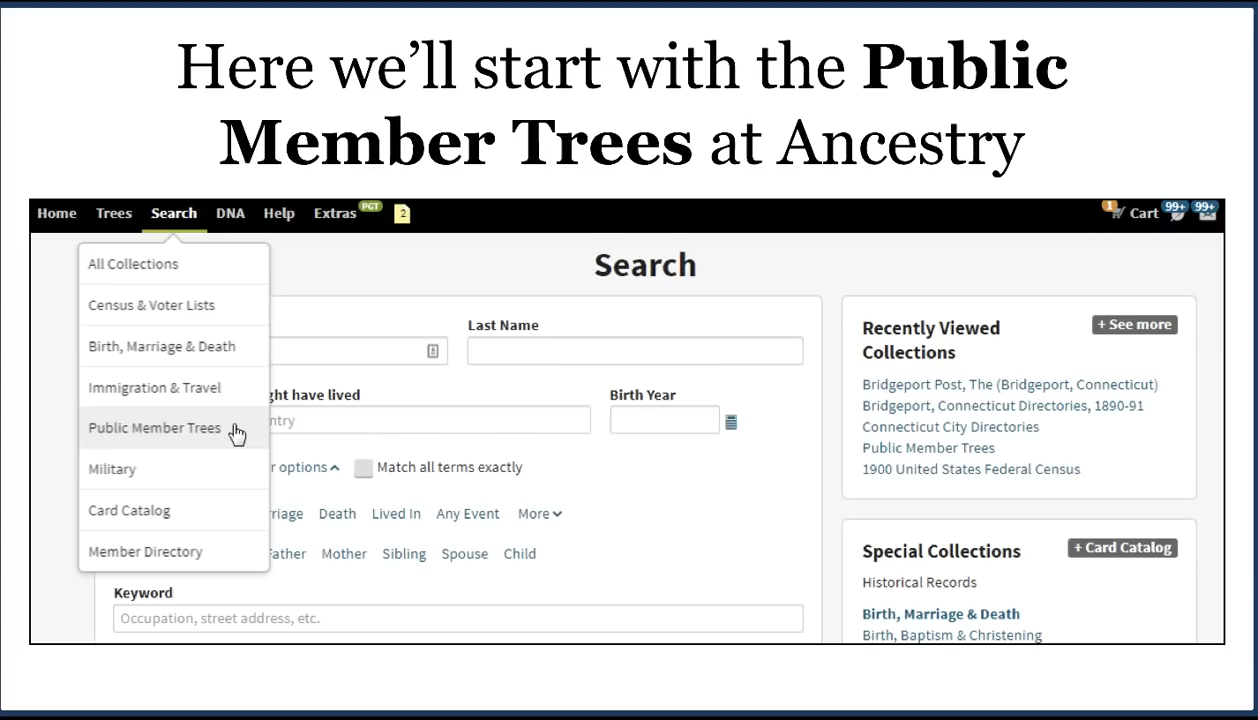 Here we’ll start with the Public
Member Trees at Ancestry
Home Trees Search DNA Help Extras PGT 2 1 Cart 99+ 99+
All Collections
Census & Voter Lists
Birth, Marriage & Death
Immigration & Travel
Public Member Trees
Military
Card Catalog
Member Directory
Search
Last Name
ght have lived Birth Year
ntry
r options Match all terms exactly
rriage Death Lived In Any Event More
Father Mother Sibling Spouse Child
Keyword
Occupation, street address, etc.
Recently Viewed + See more
Collections
Bridgeport Post, The (Bridgeport, Connecticut)
Bridgeport, Connecticut Directories, 1890-91
Connecticut City Directories
Public Member Trees
1900 United States Federal Census
Special Collections + Card Catalog
Historical Records
Birth, Marriage & Death
Birth, Baptism & Christening